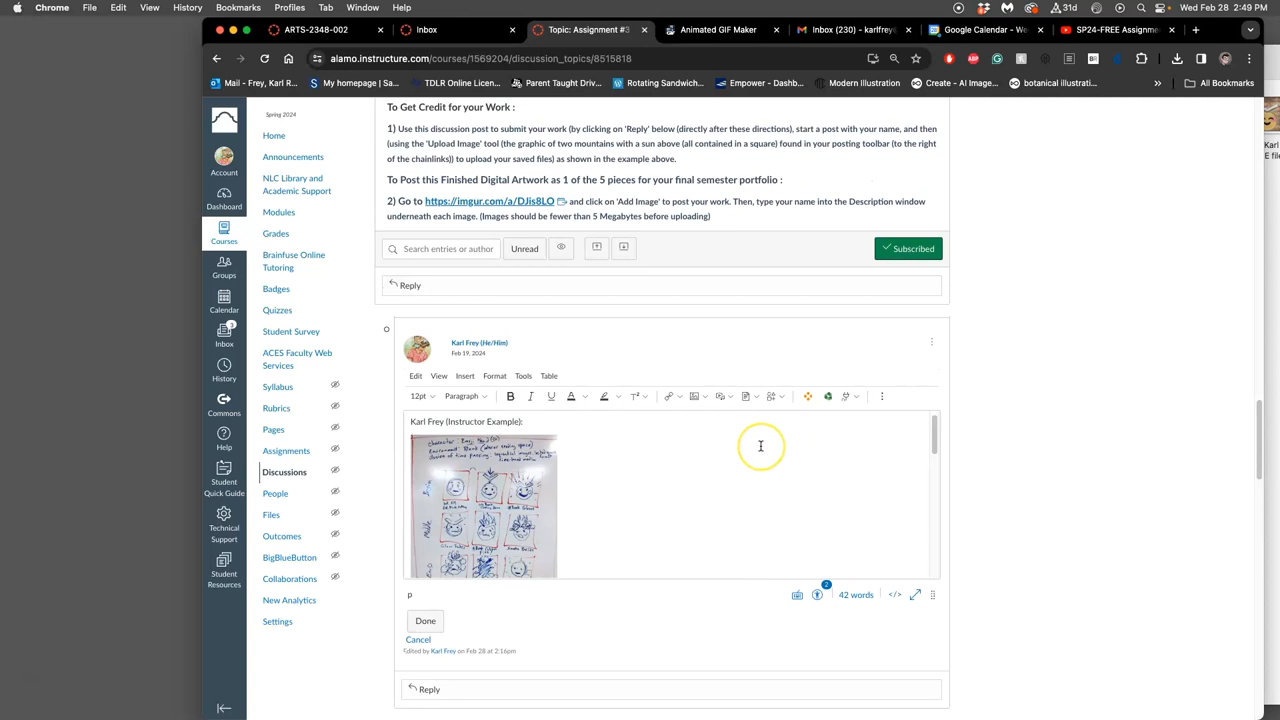 History
Bookmarks
Profiles
Tab
Window
Help
Edit
View
31d
Wed Feb 28 2:49 PM
ARTS-2348-002
Inbox
Topic: Assignment #3
Animated GIF Maker
Inbox (230) - karlfrey@
Google Calendar - We
SP24-FREE Assignmen
alamo.instructure.com/courses/1569204/discussion_topics/8515818
Mail - Frey, Karl R...
My homepage | Sa...
TDLR Online Licen...
Parent Taught Driv...
Rotating Sandwich...
Empower - Dashb...
Modern Illustration
Create - AI Image...
botanical illustrati...
All Bookmarks
Spring 2024
Home
Announcements
NLC Library and
Academic Support
Modules
Grades
Brainfuse Online
Tutoring
Badges
Quizzes
Student Survey
ACES Faculty Web
Services
Syllabus
Rubrics
Pages
Assignments
Discussions
People
Files
Outcomes
BigBlueButton
Collaborations
New Analytics
Settings
Account
Dashboard
Courses
Groups
Calendar
3
Inbox
History
Commons
Help
Student
Quick Guide
Technical
Support
Student
Resources
To Get Credit for your Work :
1) Use this discussion post to submit your work (by clicking on 'Reply' below (directly after these directions), start a post with your name, and then
(using the 'Upload Image' tool (the graphic of two mountains with a sun above (all contained in a square) found in your posting toolbar (to the right
of the chainlinks)) to upload your saved files) as shown in the example above.
To Post this Finished Digital Artwork as 1 of the 5 pieces for your final semester portfolio :
2) Go to https://imgur.com/a/DJis8LO and click on 'Add Image' to post your work. Then, type your name into the Description window
underneath each image. (Images should be fewer than 5 Megabytes before uploading)
Search entries or author
Unread
Subscribed
Reply
Karl Frey (He/Him)
Feb 19, 2024
Edit View Insert Format Tools Table
12pt Paragraph B I U A T²
Karl Frey (Instructor Example):
p
2
42 words
</>
Done
Cancel
Edited by Karl Frey on Feb 28 at 2:16pm
Reply